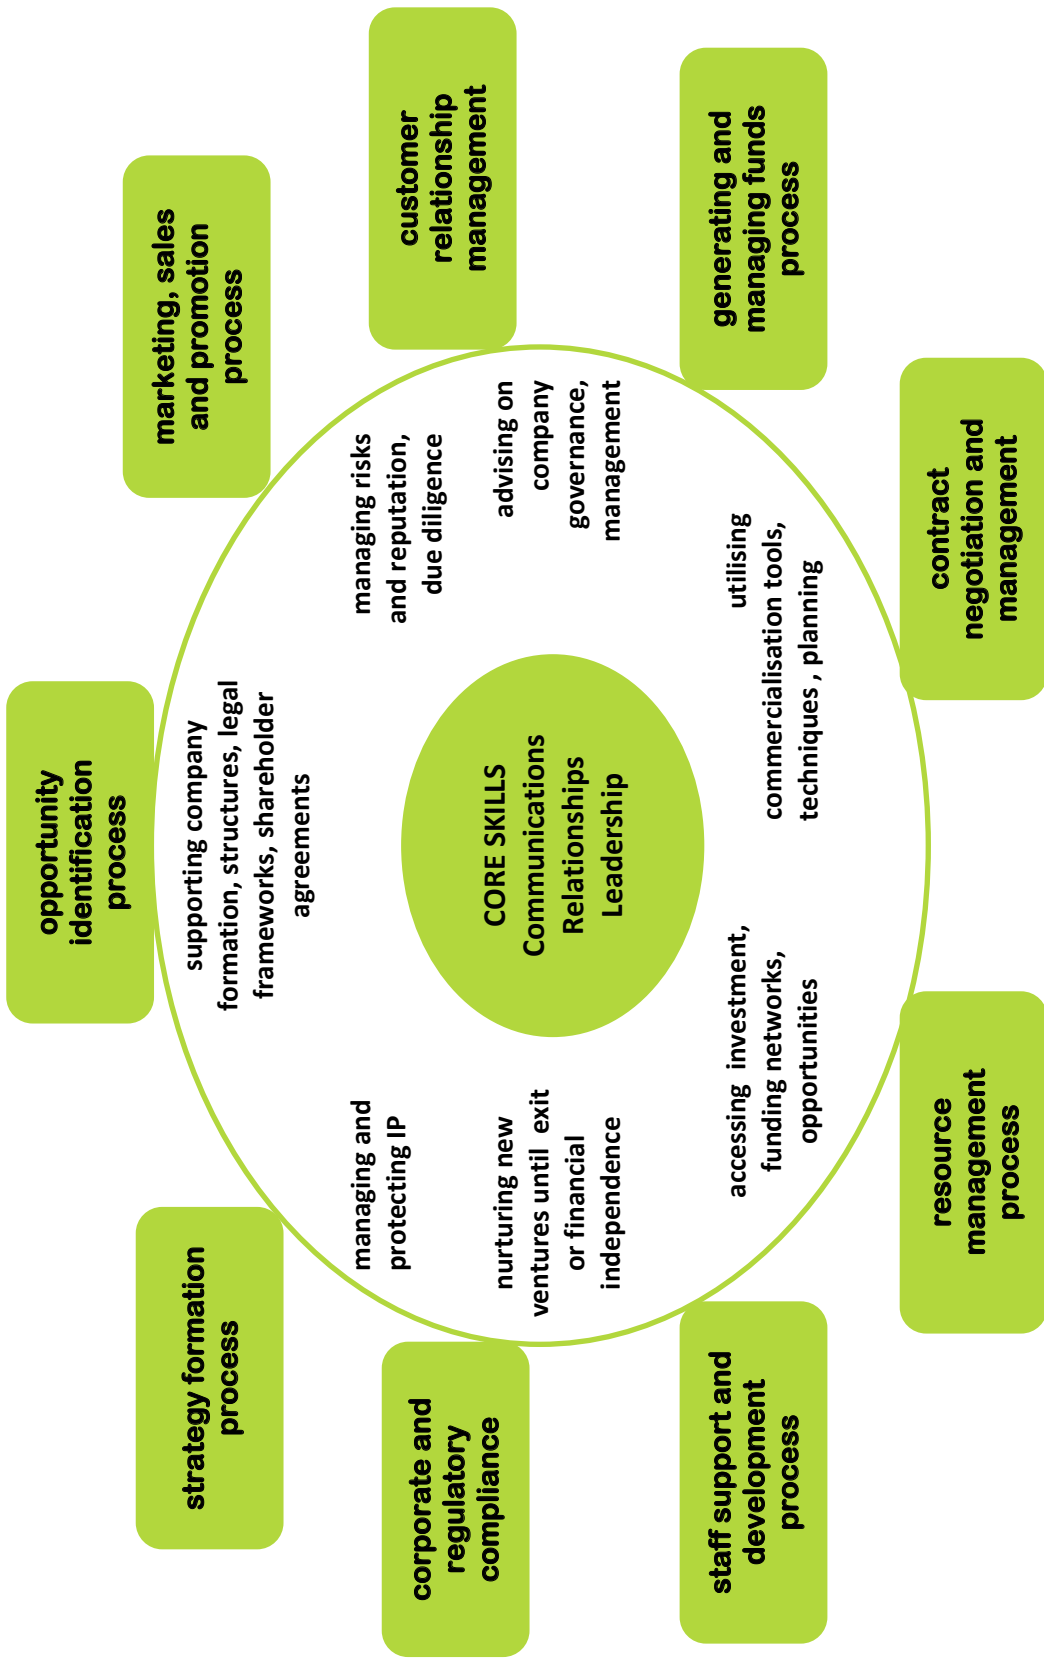 opportunity
identification
process
marketing, sales
and promotion
process
customer
relationship
management
generating and
managing funds
process
contract
negotiation and
management
resource
management
process
staff support and
development
process
corporate and
regulatory
compliance
strategy formation
process
supporting company
formation, structures, legal
frameworks, shareholder
agreements
managing risks
and reputation,
due diligence
advising on
company
governance,
management
utilising
commercialisation tools,
techniques , planning
accessing  investment,
funding networks,
opportunities
nurturing new
ventures until  exit
or financial
independence
managing and
protecting IP
CORE SKILLS
Communications
Relationships
Leadership